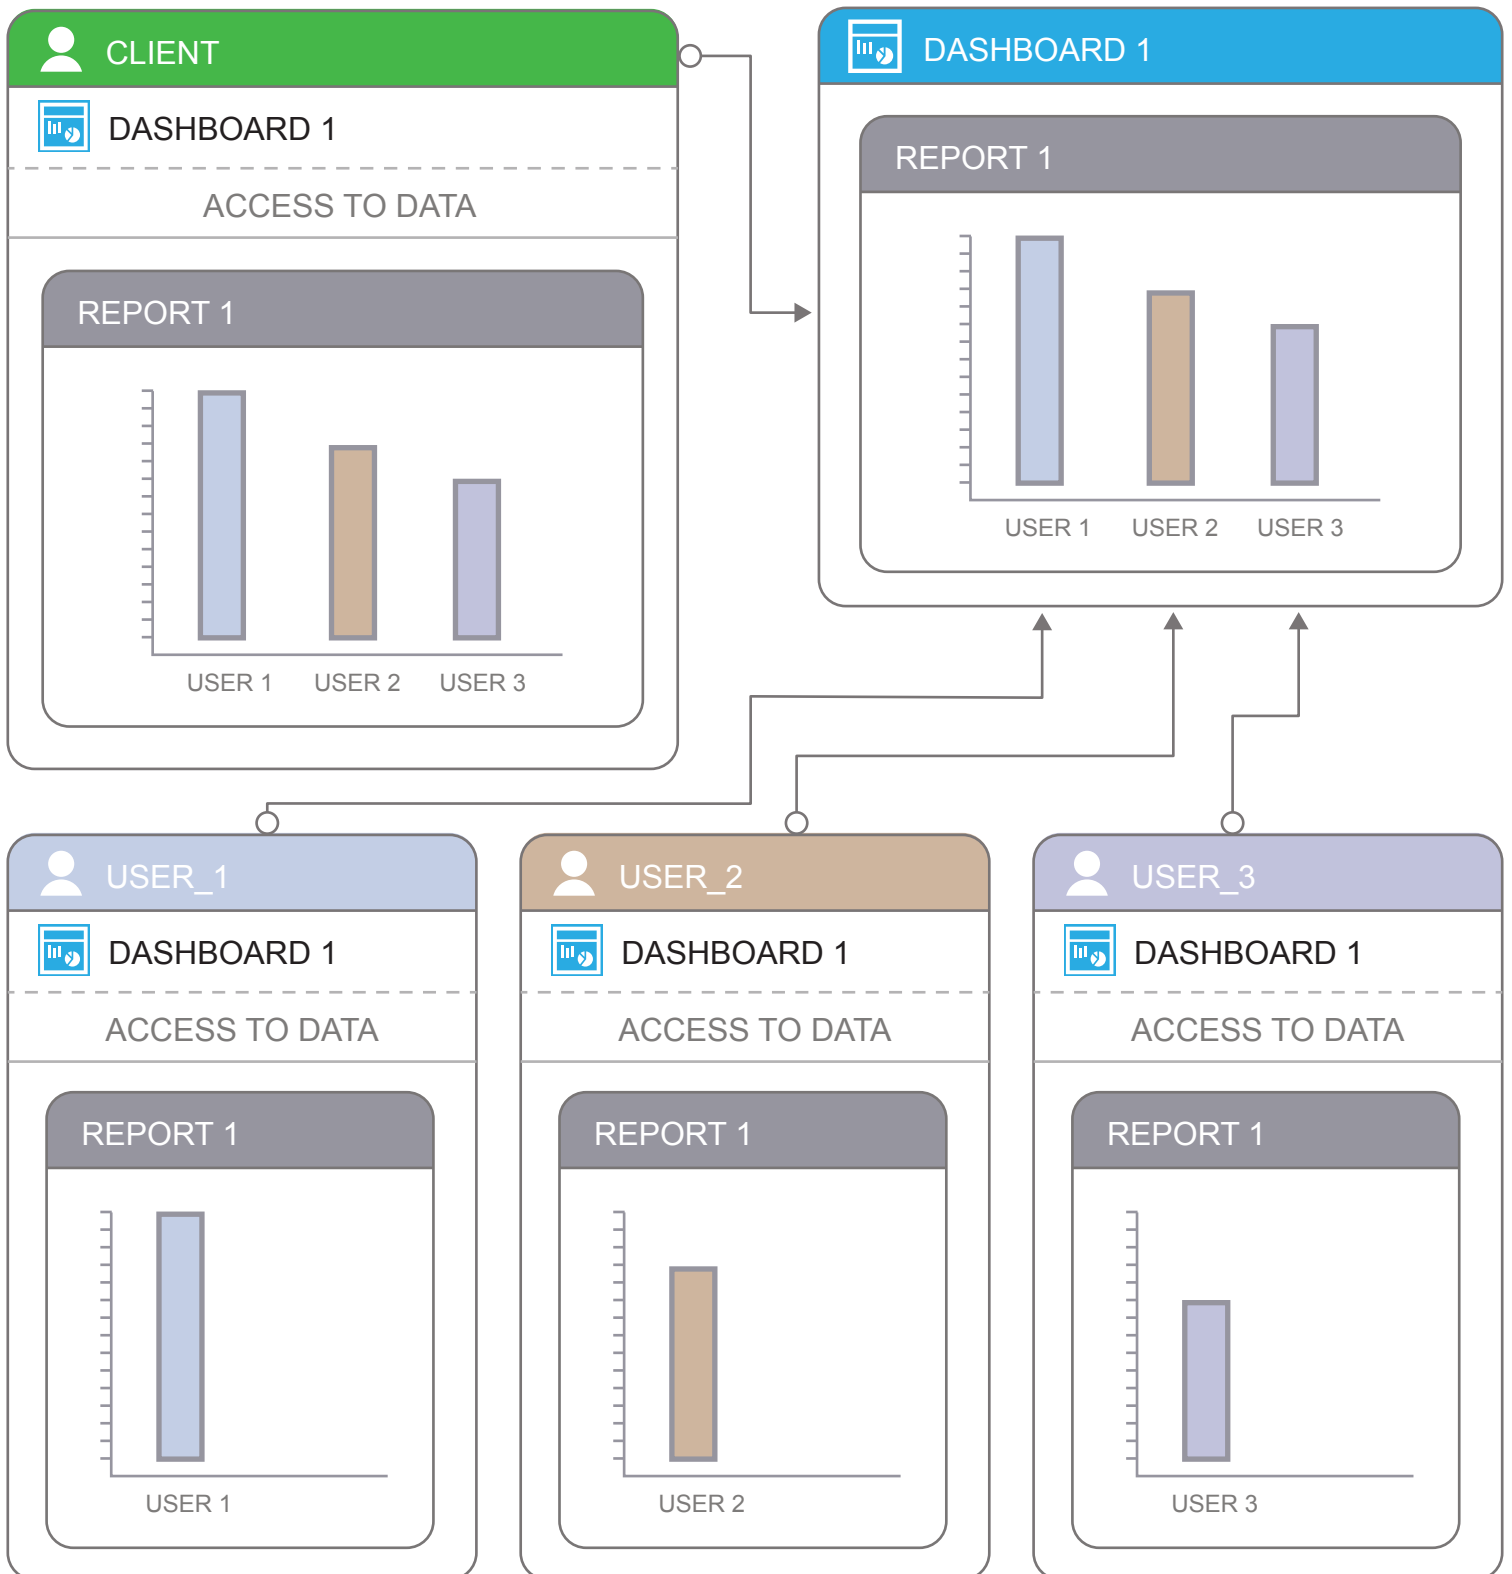 CLIENT
DASHBOARD 1
ACCESS TO DATA
REPORT 1
USER 1 USER 2 USER 3
DASHBOARD 1
REPORT 1
USER 1 USER 2 USER 3
USER_1
DASHBOARD 1
ACCESS TO DATA
REPORT 1
USER 1
USER_2
DASHBOARD 1
ACCESS TO DATA
REPORT 1
USER 2
USER_3
DASHBOARD 1
ACCESS TO DATA
REPORT 1
USER 3